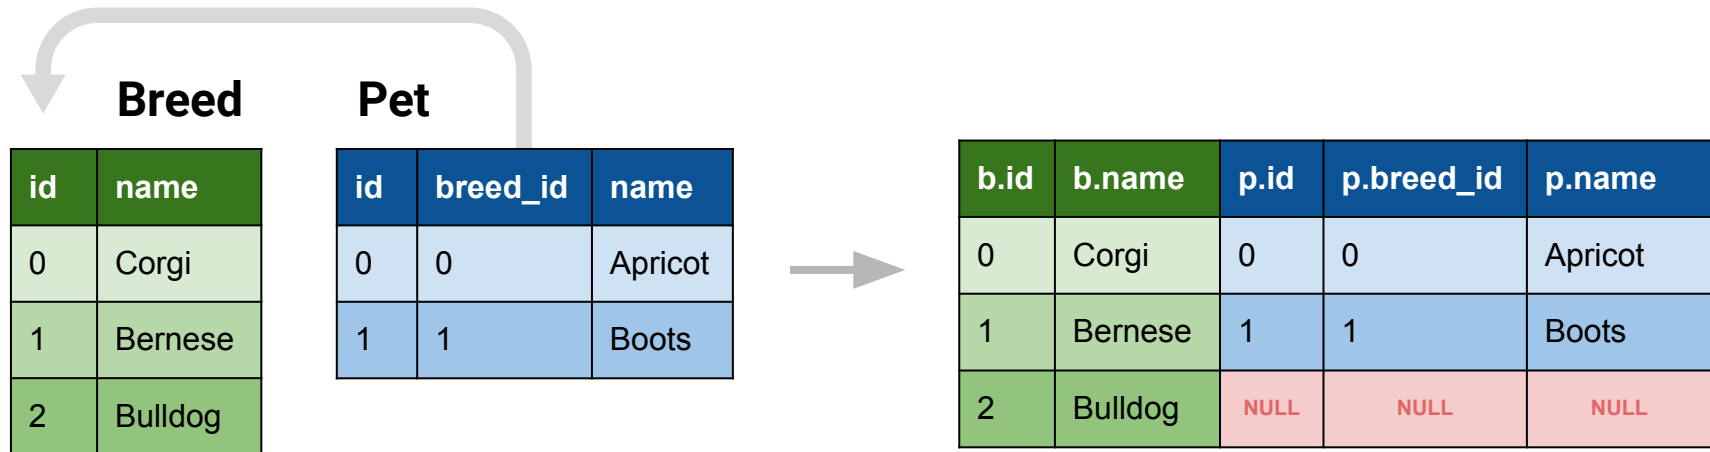 Breed
id name
0 Corgi
1 Bernese
2 Bulldog
Pet
id breed_id name
0 0 Apricot
1 1 Boots
b.id b.name p.id p.breed_id p.name
0 Corgi 0 0 Apricot
1 Bernese 1 1 Boots
2 Bulldog NULL NULL NULL